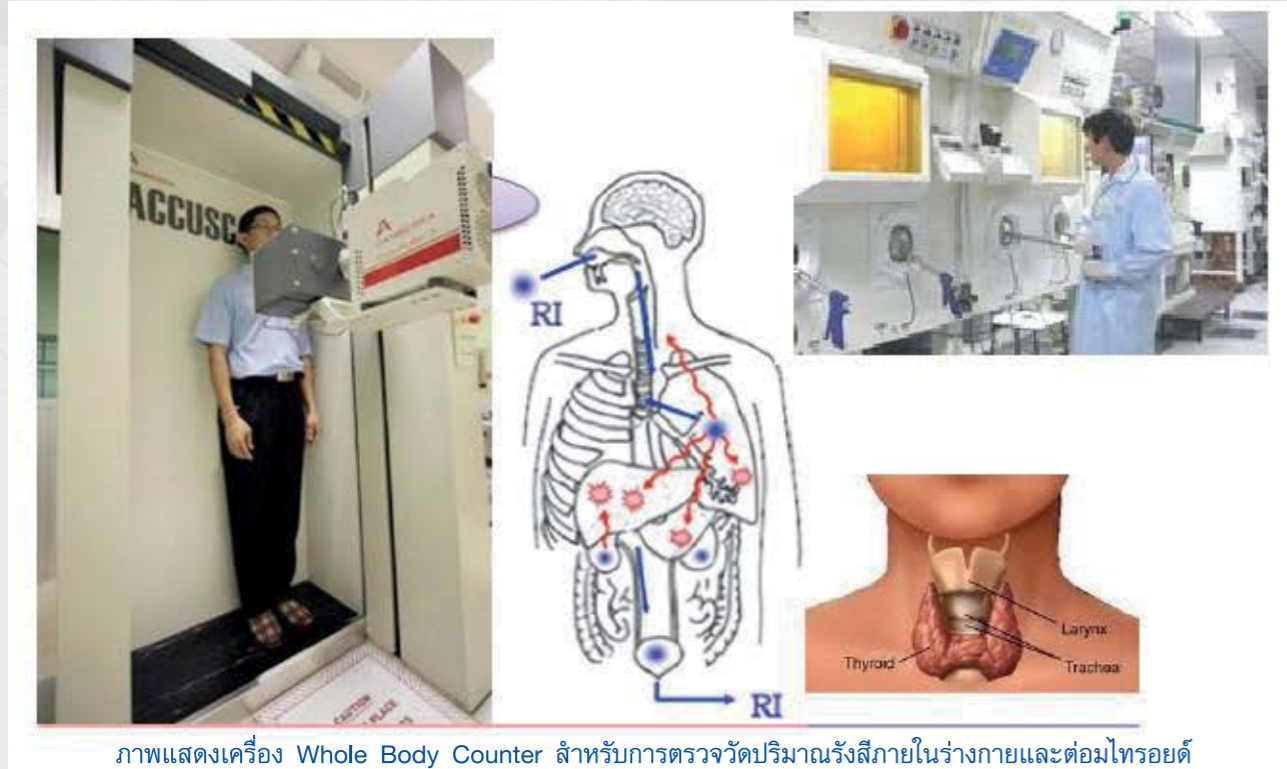 ACCUSC
RI
Larynx
Thyroid
Trachea
CAUTION
PLACE
RI
ภาพแสดงเครื่อง Whole Body Counter สำหรับการตรวจวัดปริมาณรังสีภายในร่างกายและต่อมไทรอยด์